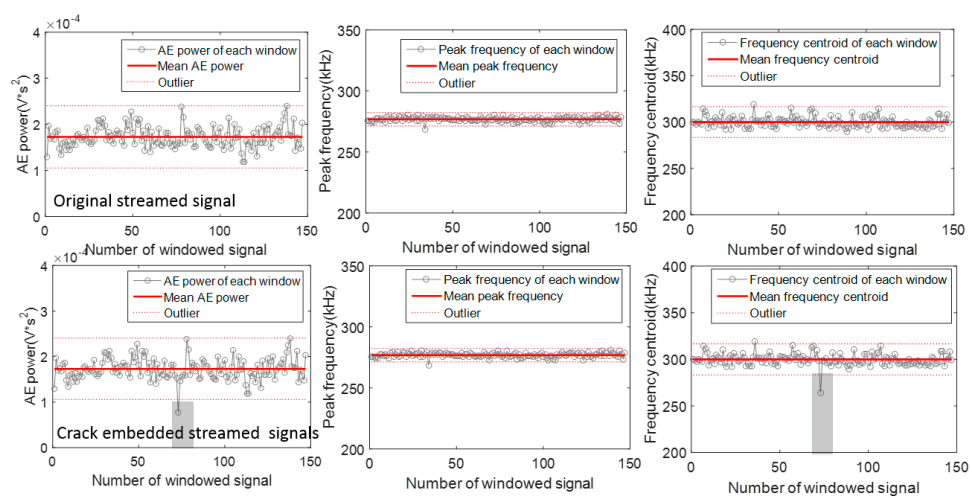 ×10⁻⁴
4
3
2
1
0
AE power(V*s²)
AE power of each window
Mean AE power
Outlier
Original streamed signal
0 50 100 150
Number of windowed signal
350
300
250
200
Peak frequency(kHz)
Peak frequency of each window
Mean peak frequency
Outlier
0 50 100 150
Number of windowed signal
400
350
300
250
200
Frequency centroid(kHz)
Frequency centroid of each window
Mean frequency centroid
Outlier
0 50 100 150
Number of windowed signal
×10⁻⁴
4
3
2
1
0
AE power(V*s²)
AE power of each window
Mean AE power
Outlier
Crack embedded streamed signals
0 50 100 150
Number of windowed signal
350
300
250
200
Peak frequency(kHz)
Peak frequency of each window
Mean peak frequency
Outlier
0 50 100 150
Number of windowed signal
400
350
300
250
200
Frequency centroid(kHz)
Frequency centroid of each window
Mean frequency centroid
Outlier
0 50 100 150
Number of windowed signal